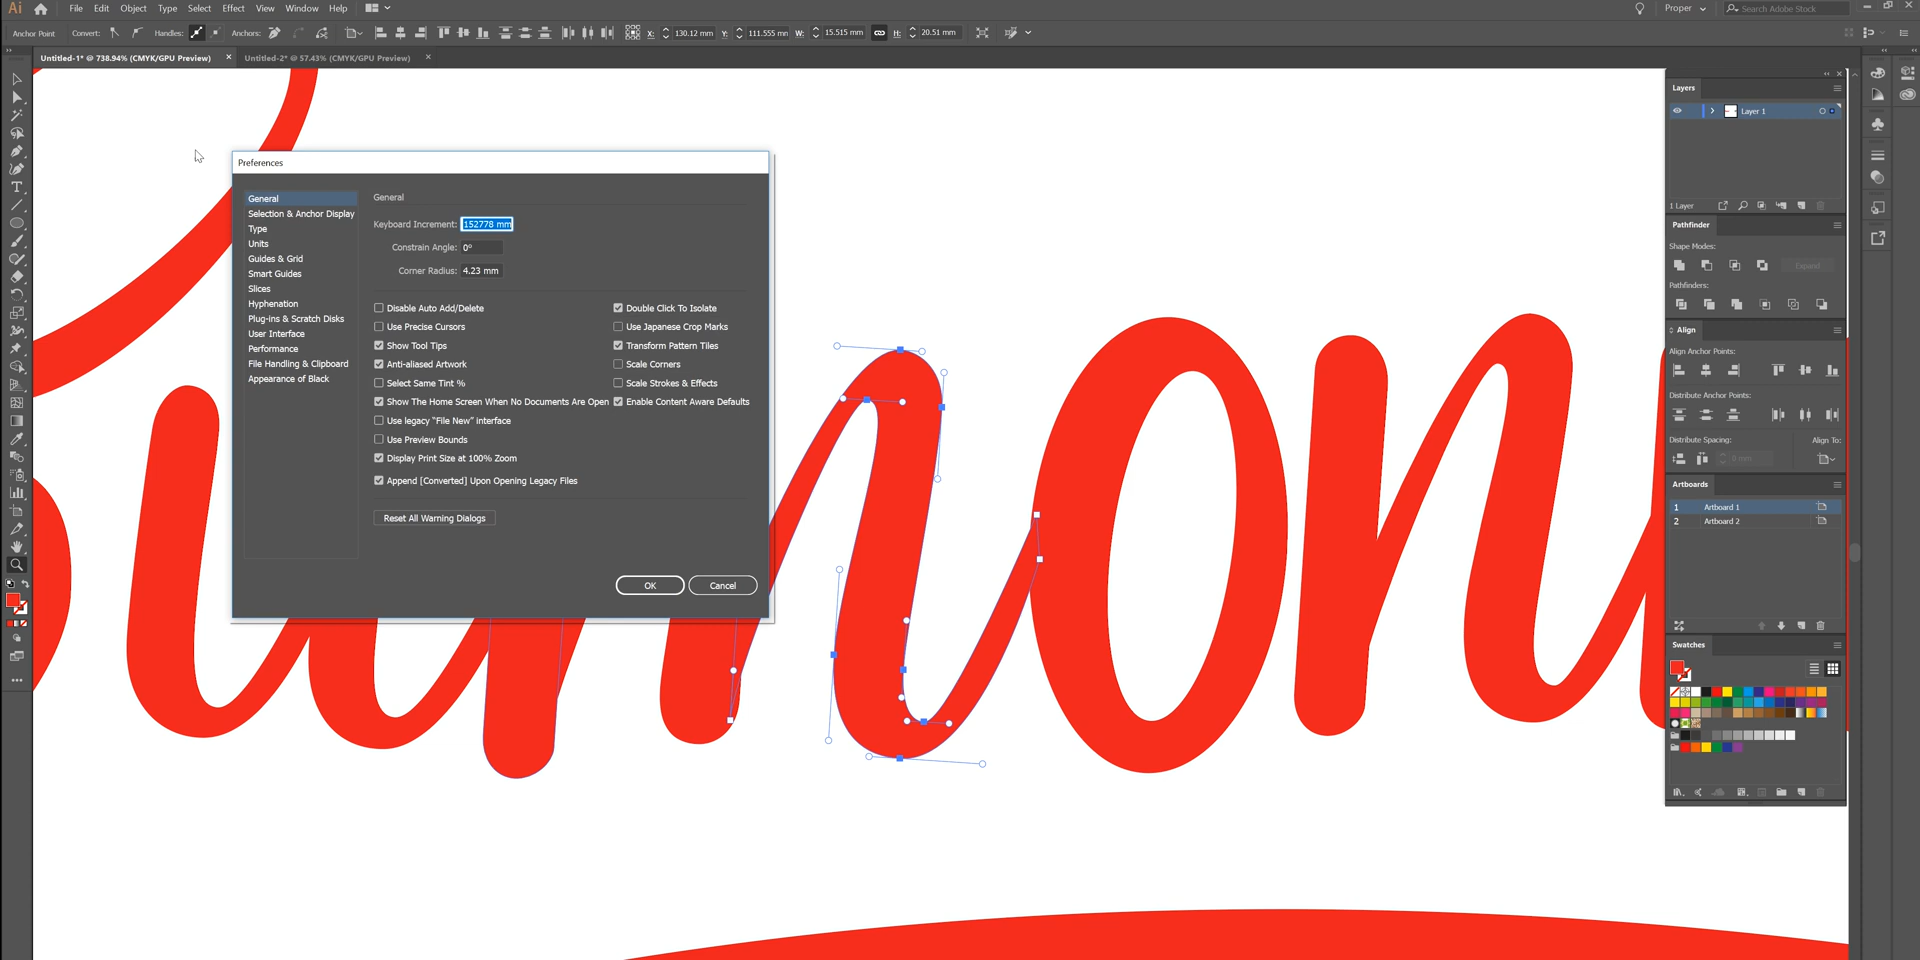 Ai File Edit Object Type Select Effect View Window Help Proper Search Adobe Stock
Anchor Point Convert: Handles: Anchors: X: 130.12 mm Y: 111.555 mm W: 15.515 mm H: 20.51 mm
Untitled-1* @ 738.94% (CMYK/GPU Preview) Untitled-2* @ 57.43% (CMYK/GPU Preview)
Preferences
General
Selection & Anchor Display
Type
Units
Guides & Grid
Smart Guides
Slices
Hyphenation
Plug-ins & Scratch Disks
User Interface
Performance
File Handling & Clipboard
Appearance of Black
General
Keyboard Increment: 152778 mm
Constrain Angle: 0°
Corner Radius: 4.23 mm
Disable Auto Add/Delete
Use Precise Cursors
Show Tool Tips
Anti-aliased Artwork
Select Same Tint %
Show The Home Screen When No Documents Are Open
Use legacy "File New" interface
Use Preview Bounds
Display Print Size at 100% Zoom
Append [Converted] Upon Opening Legacy Files
Double Click To Isolate
Use Japanese Crop Marks
Transform Pattern Tiles
Scale Corners
Scale Strokes & Effects
Enable Content Aware Defaults
Reset All Warning Dialogs
OK Cancel
Layers
Layer 1
1 Layer
Pathfinder
Shape Modes:
Expand
Pathfinders:
Align
Align Anchor Points:
Distribute Anchor Points:
Distribute Spacing: Align To:
0 mm
Artboards
1 Artboard 1
2 Artboard 2
Swatches